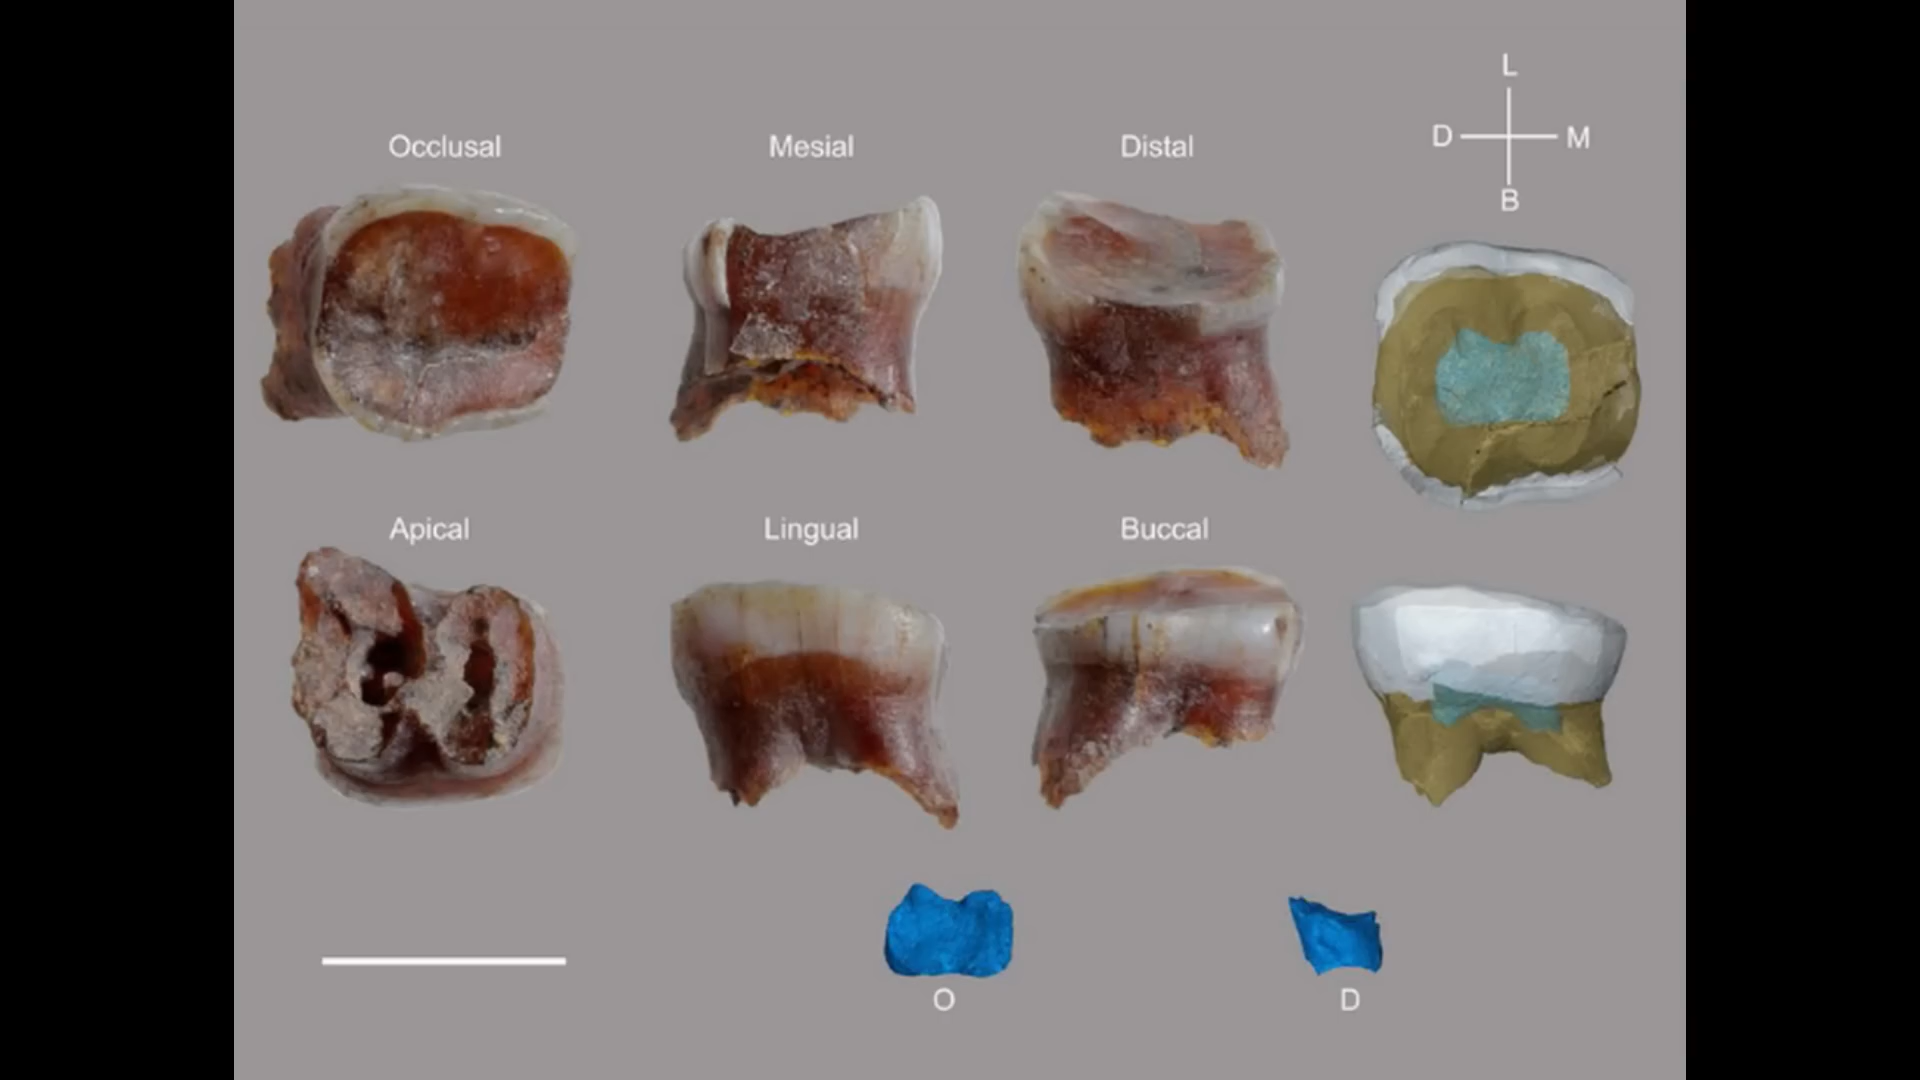 L
D M
B
Occlusal Mesial Distal
Apical Lingual Buccal
O D